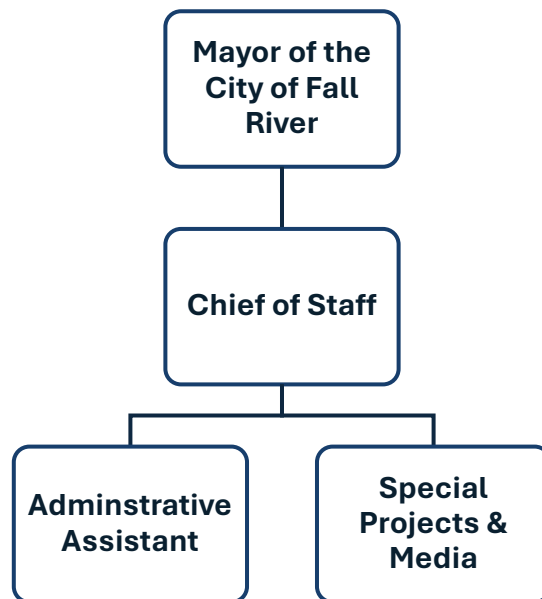 Mayor of the
City of Fall
River
Chief of Staff
Adminstrative
Assistant
Special
Projects &
Media